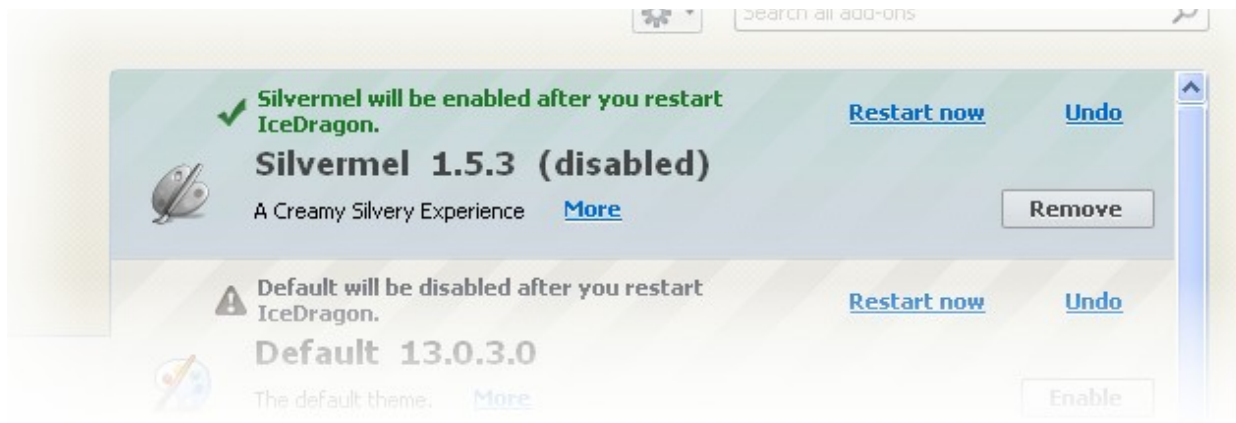 Search all add-ons
Silvermel will be enabled after you restart
IceDragon.
Restart now
Undo
Silvermel 1.5.3 (disabled)
A Creamy Silvery Experience More
Remove
Default will be disabled after you restart
IceDragon.
Restart now
Undo
Default 13.0.3.0
The default theme. More
Enable